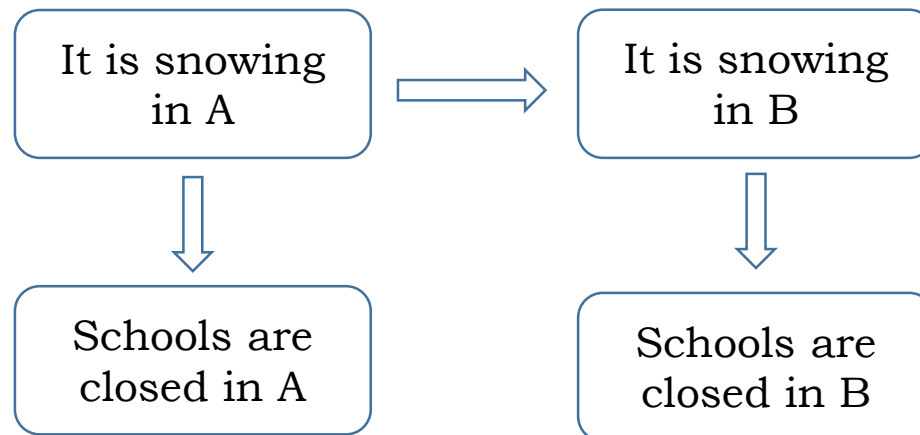 It is snowing
in A
It is snowing
in B
Schools are
closed in A
Schools are
closed in B